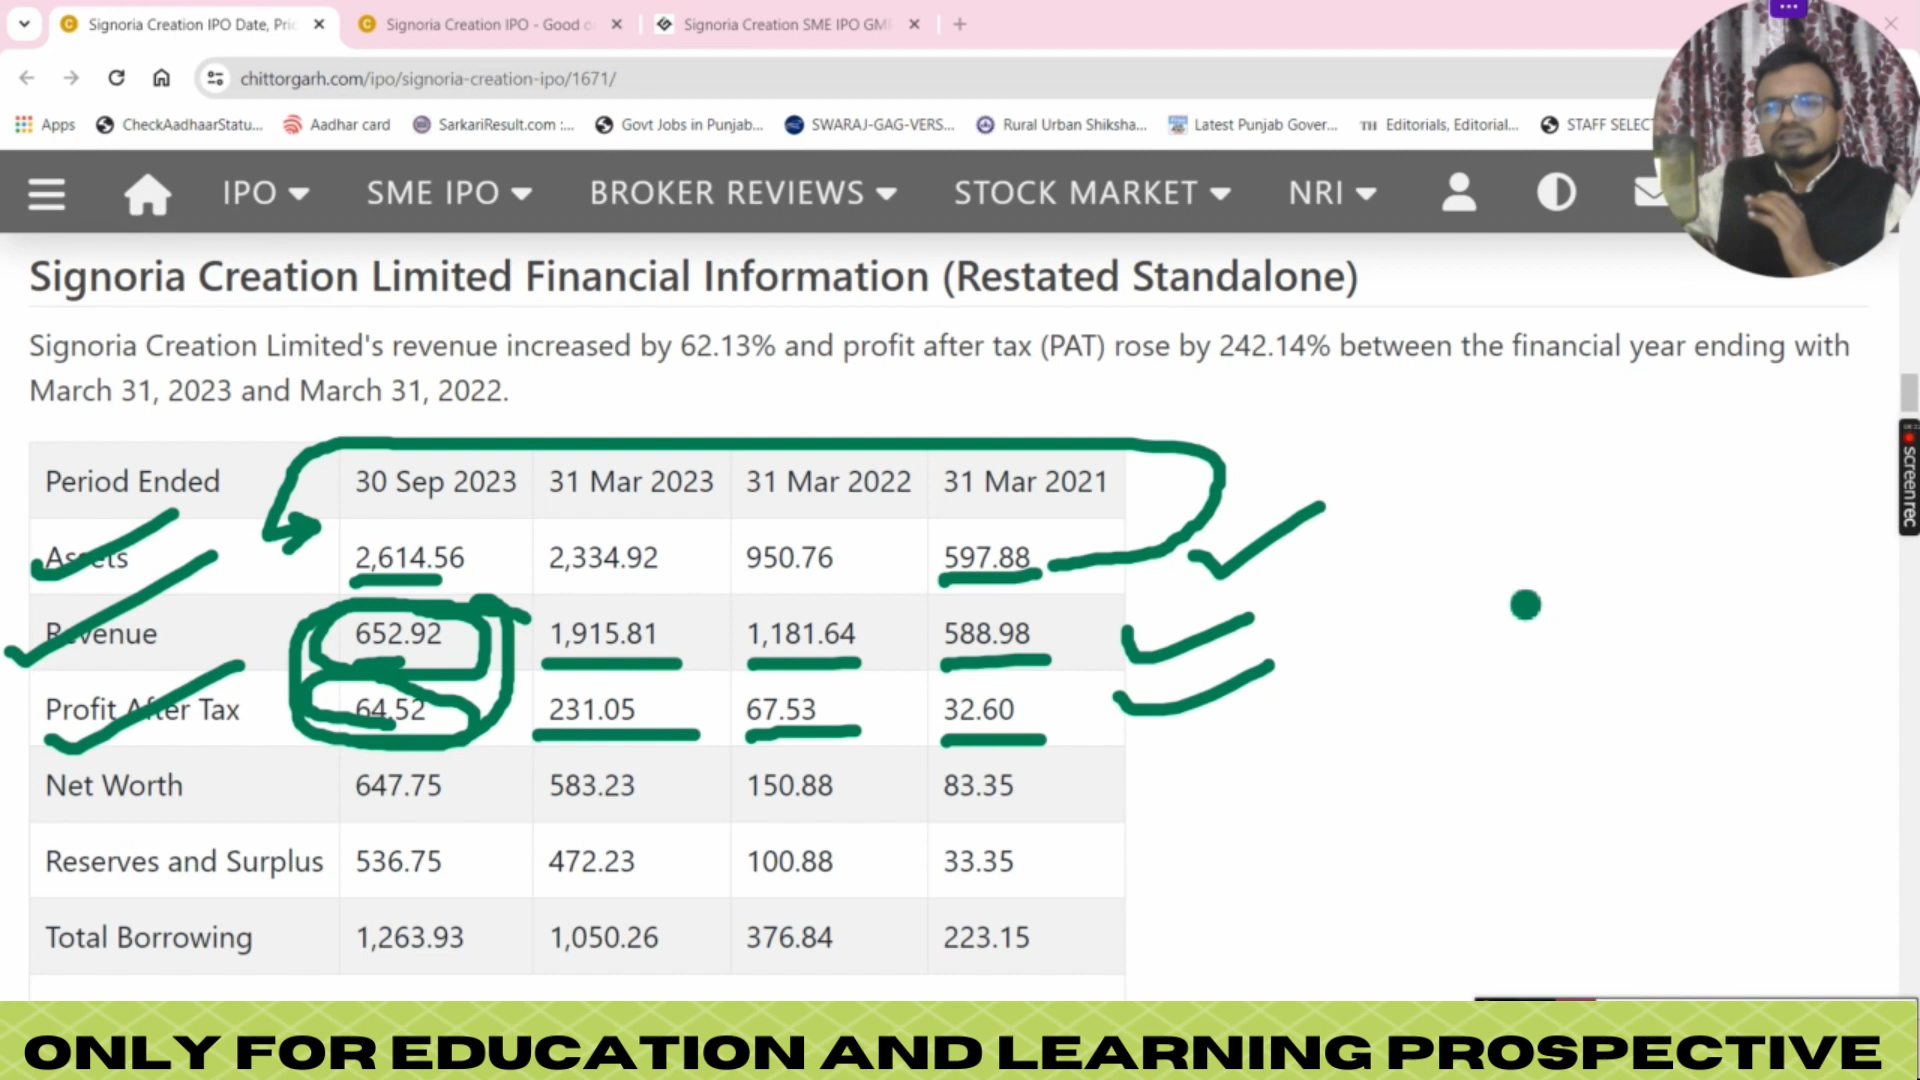 Signoria Creation IPO Date, Pric
Signoria Creation IPO - Good o
Signoria Creation SME IPO GM
chittorgarh.com/ipo/signoria-creation-ipo/1671/
Apps CheckAadhaarStatu... Aadhar card SarkariResult.com :... Govt Jobs in Punjab... SWARAJ-GAG-VERS... Rural Urban Shiksha... Latest Punjab Gover... TH Editorials, Editorial... STAFF SELEC
IPO SME IPO BROKER REVIEWS STOCK MARKET NRI
Signoria Creation Limited Financial Information (Restated Standalone)
Signoria Creation Limited's revenue increased by 62.13% and profit after tax (PAT) rose by 242.14% between the financial year ending with
March 31, 2023 and March 31, 2022.
Period Ended 30 Sep 2023 31 Mar 2023 31 Mar 2022 31 Mar 2021
Assets 2,614.56 2,334.92 950.76 597.88
Revenue 652.92 1,915.81 1,181.64 588.98
Profit After Tax 64.52 231.05 67.53 32.60
Net Worth 647.75 583.23 150.88 83.35
Reserves and Surplus 536.75 472.23 100.88 33.35
Total Borrowing 1,263.93 1,050.26 376.84 223.15
screenrec
ONLY FOR EDUCATION AND LEARNING PROSPECTIVE